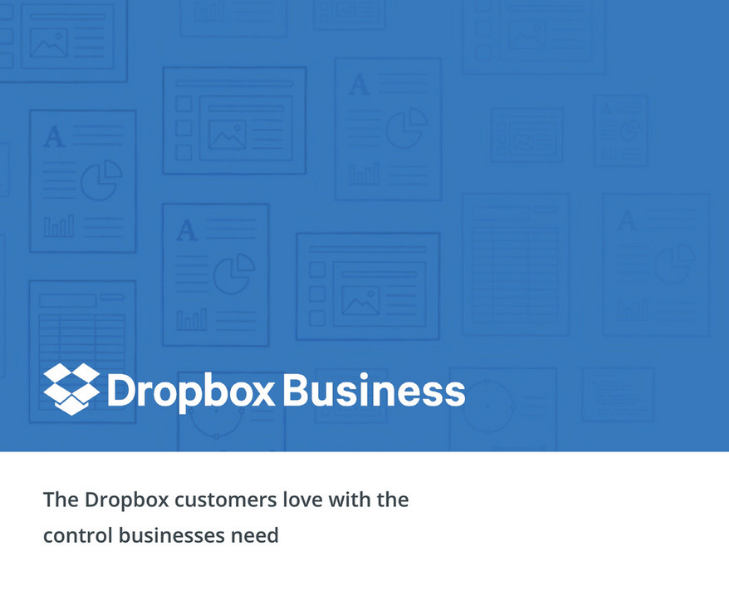 Dropbox Business
The Dropbox customers love with the
control businesses need